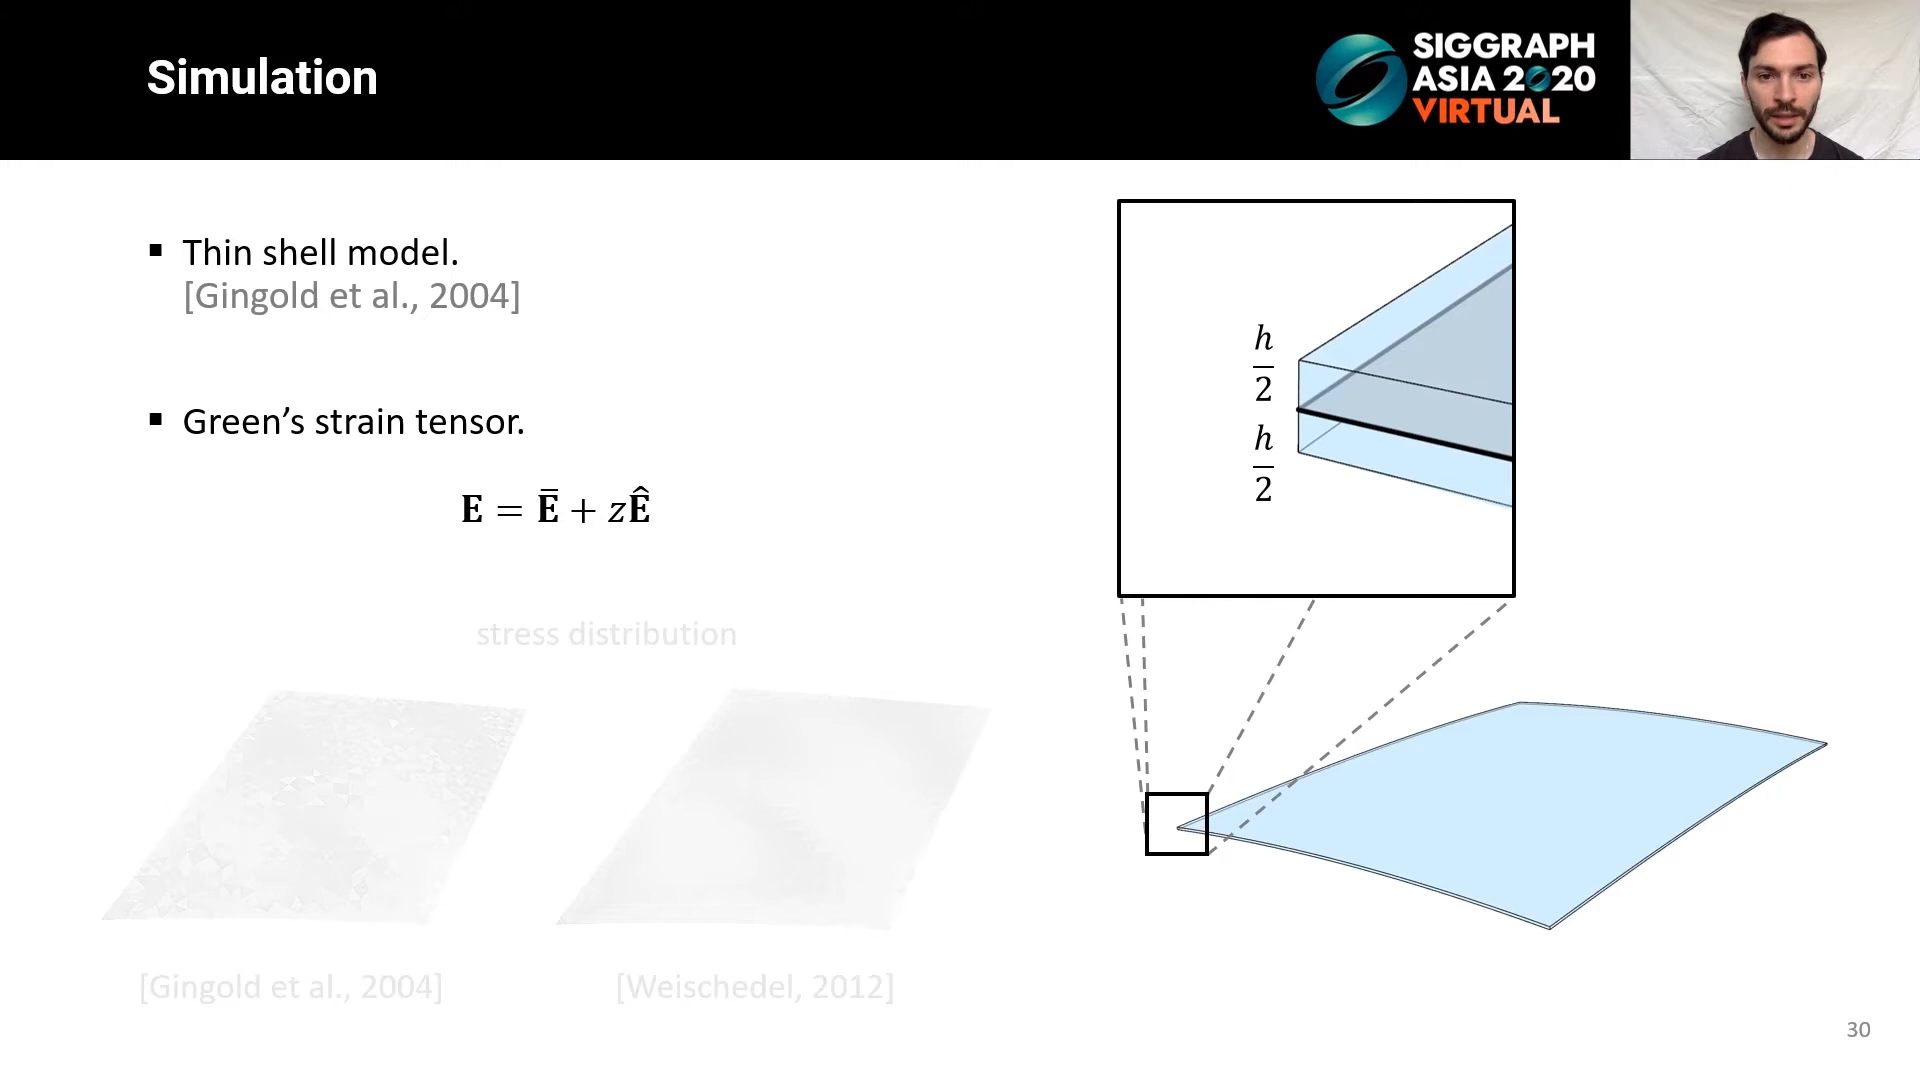 Simulation
SIGGRAPH
ASIA 2020
VIRTUAL
▪ Thin shell model.
[Gingold et al., 2004]
▪ Green’s strain tensor.
𝐄 = 𝐄̅ + 𝑧𝐄̂
stress distribution
[Gingold et al., 2004]
[Weischedel, 2012]
h
2
h
2
30